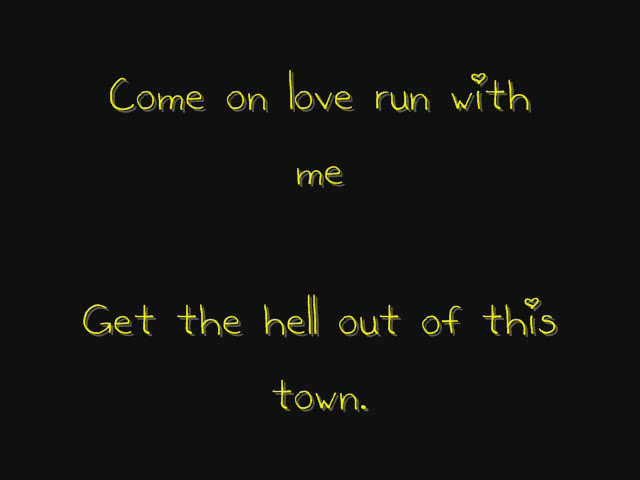 Come on love run with
me
Get the hell out of this
town.